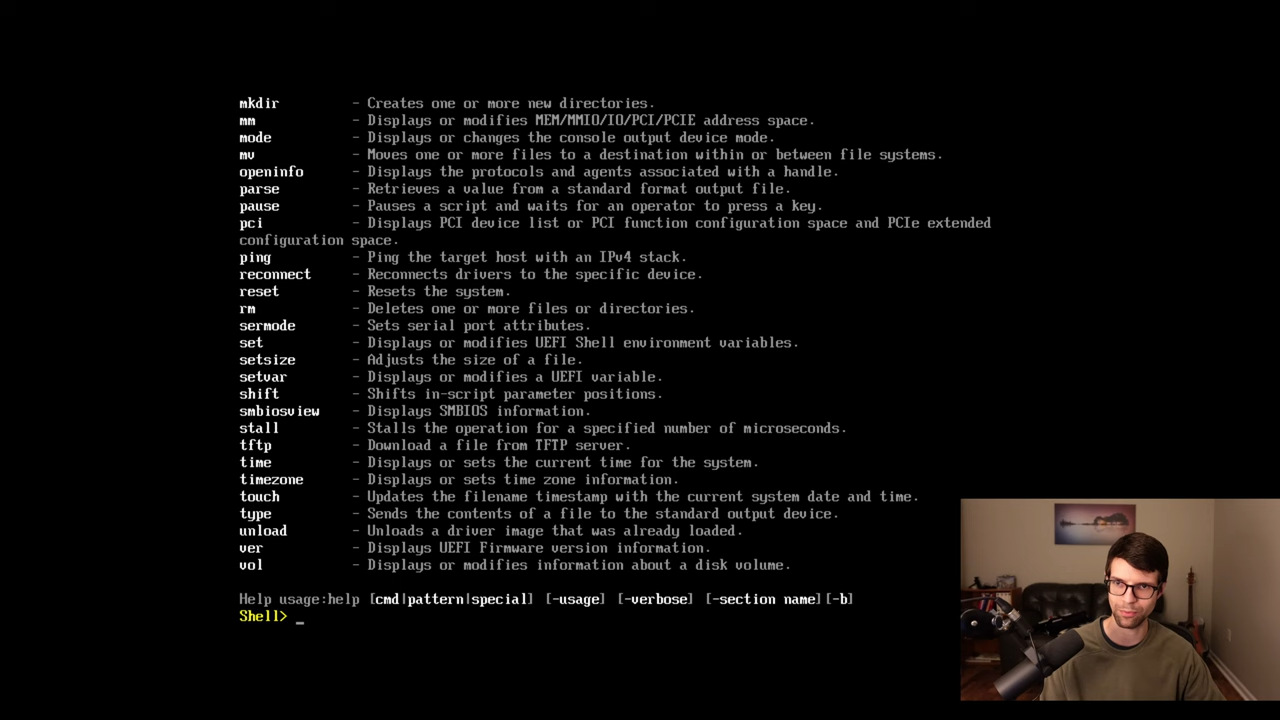 mkdir - Creates one or more new directories.
mm - Displays or modifies MEM/MMIO/IO/PCI/PCIE address space.
mode - Displays or changes the console output device mode.
mv - Moves one or more files to a destination within or between file systems.
openinfo - Displays the protocols and agents associated with a handle.
parse - Retrieves a value from a standard format output file.
pause - Pauses a script and waits for an operator to press a key.
pci - Displays PCI device list or PCI function configuration space and PCIe extended
configuration space.
ping - Ping the target host with an IPv4 stack.
reconnect - Reconnects drivers to the specific device.
reset - Resets the system.
rm - Deletes one or more files or directories.
sermode - Sets serial port attributes.
set - Displays or modifies UEFI Shell environment variables.
setsize - Adjusts the size of a file.
setvar - Displays or modifies a UEFI variable.
shift - Shifts in-script parameter positions.
smbiosview - Displays SMBIOS information.
stall - Stalls the operation for a specified number of microseconds.
tftp - Download a file from TFTP server.
time - Displays or sets the current time for the system.
timezone - Displays or sets time zone information.
touch - Updates the filename timestamp with the current system date and time.
type - Sends the contents of a file to the standard output device.
unload - Unloads a driver image that was already loaded.
ver - Displays UEFI Firmware version information.
vol - Displays or modifies information about a disk volume.
Help usage:help [cmd|pattern|special] [-usage] [-verbose] [-section name][-b]
Shell> _